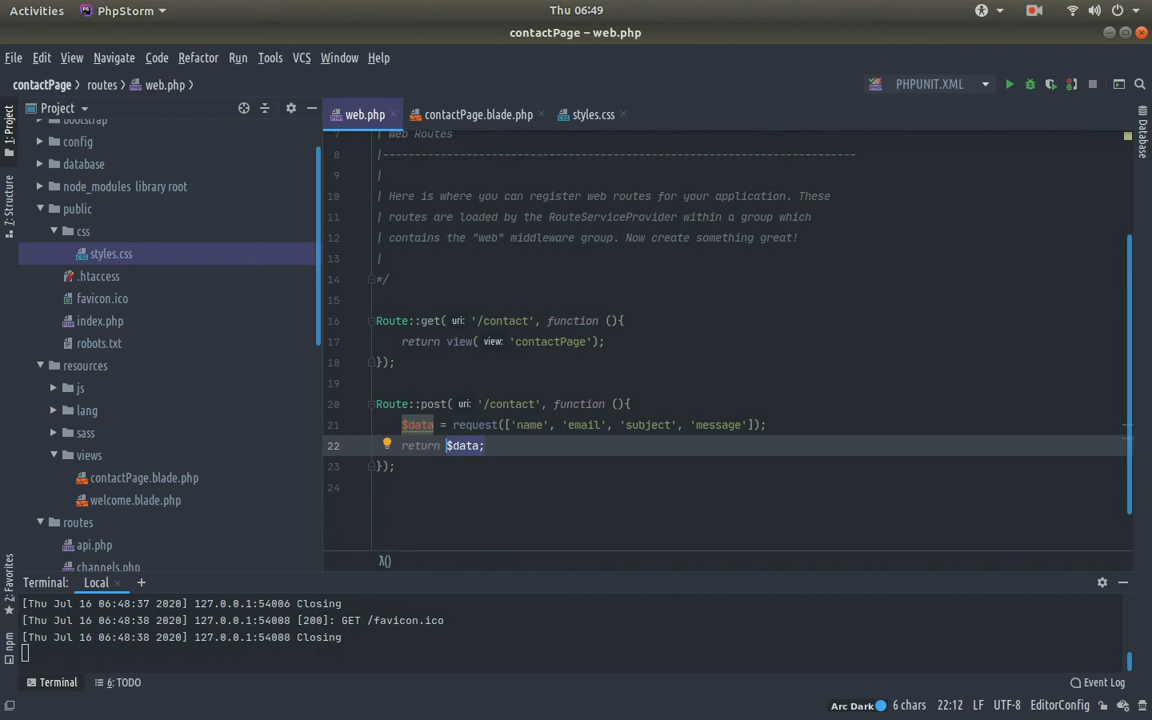 Activities PhpStorm Thu 06:49
contactPage – web.php
File Edit View Navigate Code Refactor Run Tools VCS Window Help
contactPage routes web.php PHPUNIT.XML
1: Project
7: Structure
2: Favorites
npm
Project
bootstrap
config
database
node_modules library root
public
css
styles.css
.htaccess
favicon.ico
index.php
robots.txt
resources
js
lang
sass
views
contactPage.blade.php
welcome.blade.php
routes
api.php
channels.php
web.php contactPage.blade.php styles.css
7 | Web Routes
8 |--------------------------------------------------------------------------
9 |
10 | Here is where you can register web routes for your application. These
11 | routes are loaded by the RouteServiceProvider within a group which
12 | contains the "web" middleware group. Now create something great!
13 |
14 */
15
16 Route::get( uri: '/contact', function (){
17 return view( view: 'contactPage');
18 });
19
20 Route::post( uri: '/contact', function (){
21 $data = request(['name', 'email', 'subject', 'message']);
22 return $data;
23 });
24
λ()
Database
Terminal: Local +
[Thu Jul 16 06:48:37 2020] 127.0.0.1:54006 Closing
[Thu Jul 16 06:48:38 2020] 127.0.0.1:54008 [200]: GET /favicon.ico
[Thu Jul 16 06:48:38 2020] 127.0.0.1:54008 Closing
Terminal 6: TODO Event Log
Arc Dark 6 chars 22:12 LF UTF-8 EditorConfig